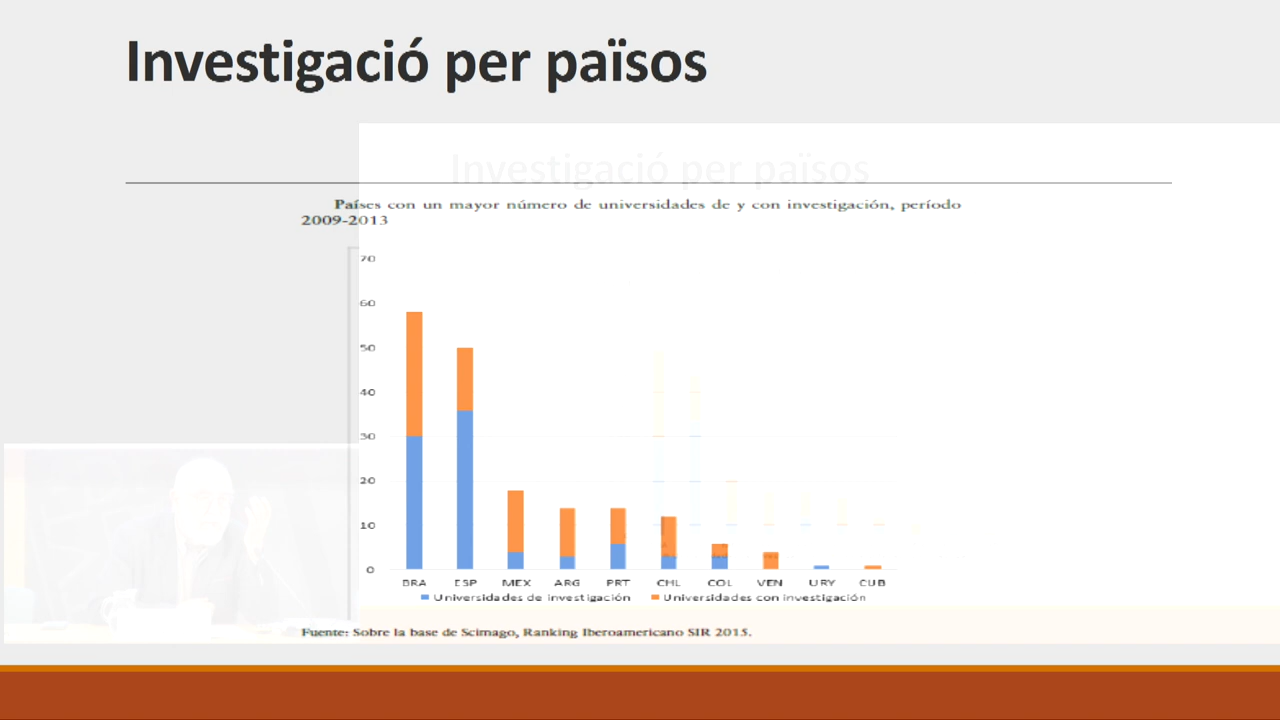 Investigació per països
Investigació per països
Países con un mayor número de universidades de y con investigación, período
2009-2013
70
60
50
40
30
20
10
0
BRA ESP MEX ARG PRT CHL COL VEN URY CUB
Universidades de investigación Universidades con investigación
Fuente: Sobre la base de Scimago, Ranking Iberoamericano SIR 2015.